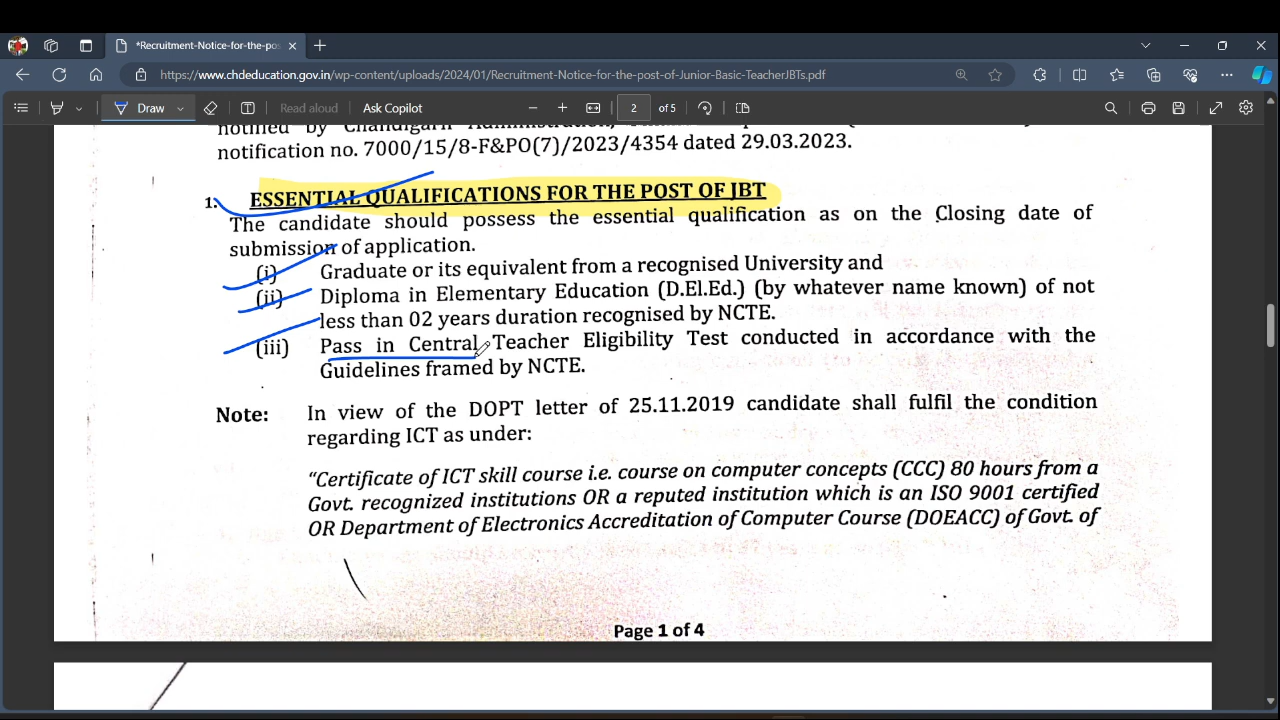 *Recruitment-Notice-for-the-po
https://www.chdeducation.gov.in/wp-content/uploads/2024/01/Recruitment-Notice-for-the-post-of-Junior-Basic-TeacherJBTs.pdf
Draw
Read aloud
Ask Copilot
2 of 5
notified by Chandigarh Administration,
notification no. 7000/15/8-F&PO(7)/2023/4354 dated 29.03.2023.
1. ESSENTIAL QUALIFICATIONS FOR THE POST OF JBT
The candidate should possess the essential qualification as on the Closing date of
submission of application.
(i) Graduate or its equivalent from a recognised University and
(ii) Diploma in Elementary Education (D.El.Ed.) (by whatever name known) of not
less than 02 years duration recognised by NCTE.
(iii) Pass in Central Teacher Eligibility Test conducted in accordance with the
Guidelines framed by NCTE.
Note: In view of the DOPT letter of 25.11.2019 candidate shall fulfil the condition
regarding ICT as under:
“Certificate of ICT skill course i.e. course on computer concepts (CCC) 80 hours from a
Govt. recognized institutions OR a reputed institution which is an ISO 9001 certified
OR Department of Electronics Accreditation of Computer Course (DOEACC) of Govt. of
Page 1 of 4